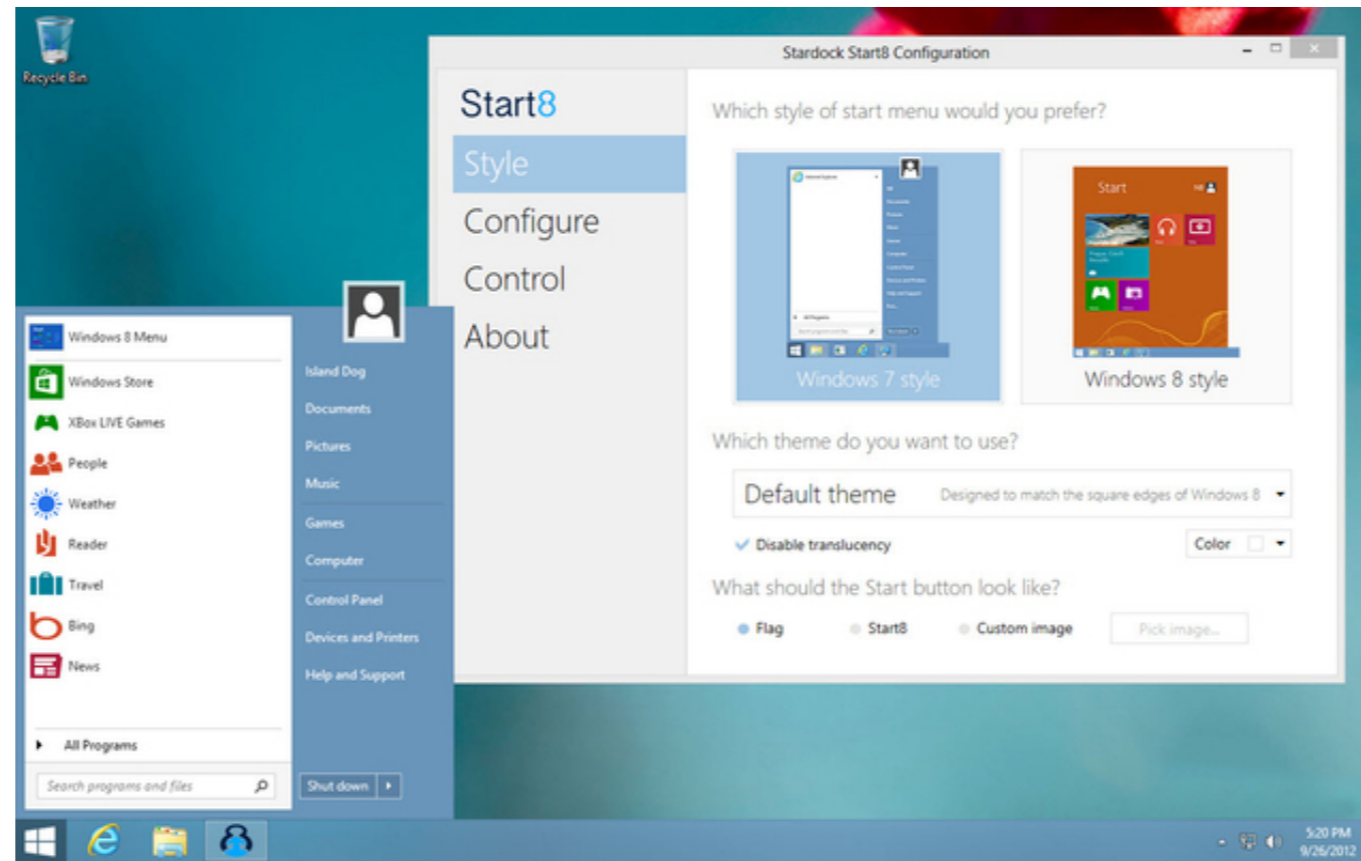 Recycle Bin
Stardock Start8 Configuration
Start8
Style
Configure
Control
About
Which style of start menu would you prefer?
Start
Windows 7 style
Windows 8 style
Which theme do you want to use?
Default theme
Designed to match the square edges of Windows 8
Disable translucency
Color
What should the Start button look like?
Flag
Start8
Custom image
Pick image...
Windows 8 Menu
Windows Store
XBox LIVE Games
People
Weather
Reader
Travel
Bing
News
All Programs
Search programs and files
Island Dog
Documents
Pictures
Music
Games
Computer
Control Panel
Devices and Printers
Help and Support
Shut down
5:20 PM
9/26/2012